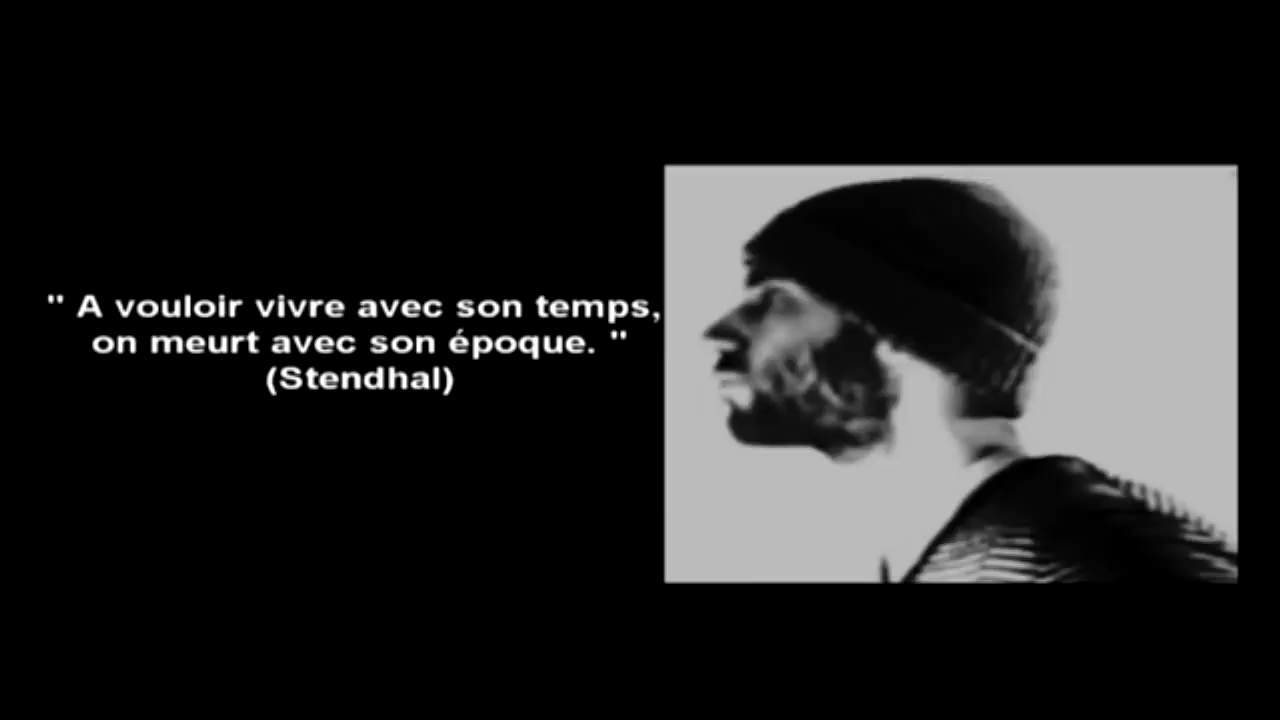 " A vouloir vivre avec son temps,
on meurt avec son époque. "
(Stendhal)